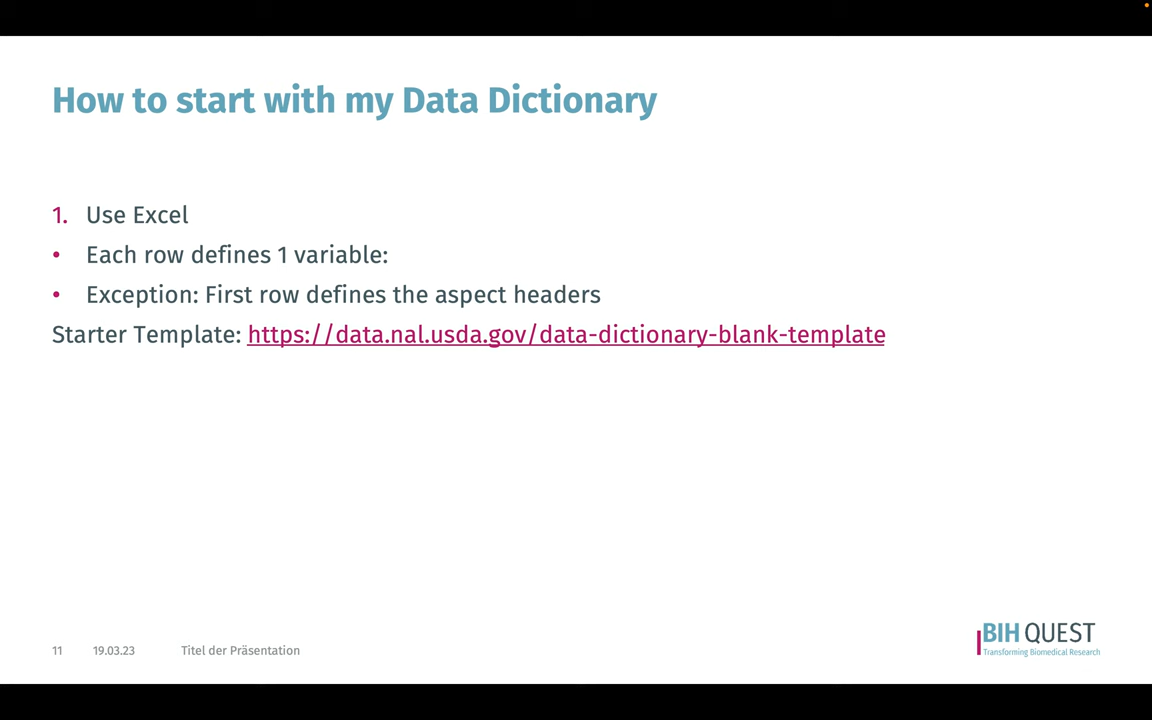 How to start with my Data Dictionary
1. Use Excel
• Each row defines 1 variable:
• Exception: First row defines the aspect headers
Starter Template: https://data.nal.usda.gov/data-dictionary-blank-template
11 19.03.23 Titel der Präsentation
BIH QUEST
Transforming Biomedical Research